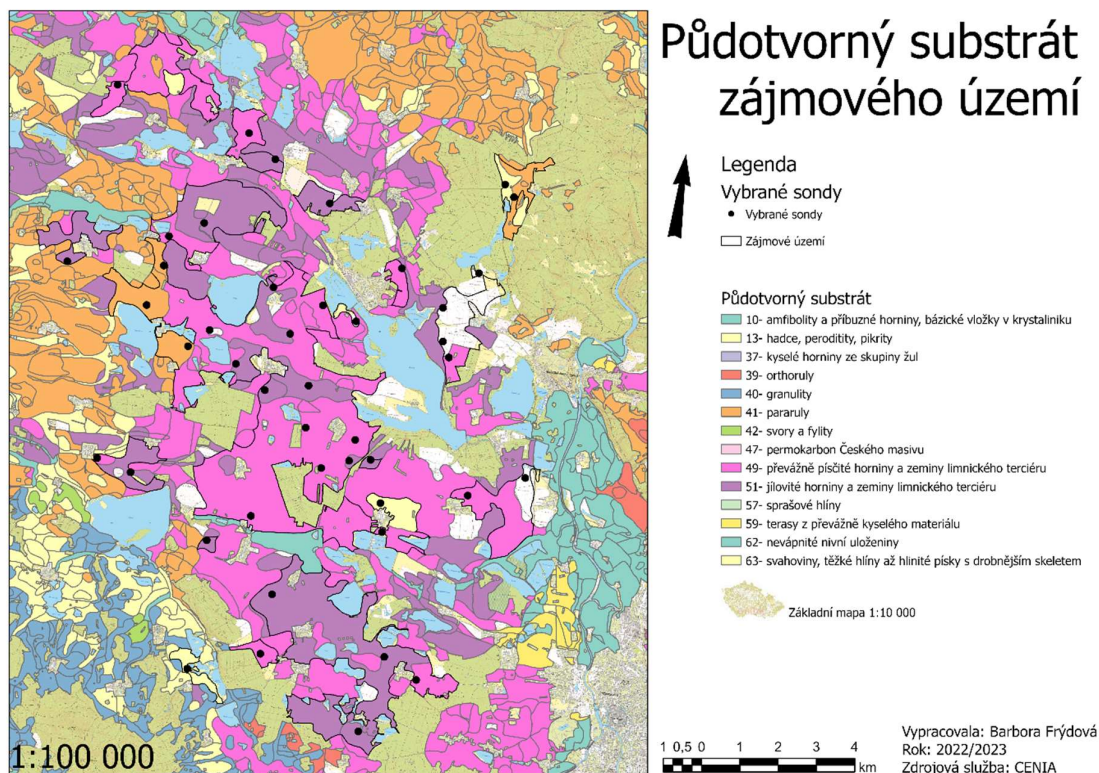 Půdotvorný substrát
zájmového území
Legenda
Vybrané sondy
Vybrané sondy
Zájmové území
Půdotvorný substrát
10- amfibolity a příbuzné horniny, bázické vložky v krystaliniku
13- hadce, peroditity, pikrity
37- kyselé horniny ze skupiny žul
39- orthoruly
40- granulity
41- pararuly
42- svory a fylity
47- permokarbon Českého masivu
49- převážně písčité horniny a zeminy limnického terciéru
51- jílovité horniny a zeminy limnického terciéru
57- sprašové hlíny
59- terasy z převážně kyselého materiálu
62- nevápnité nivní uloženiny
63- svahoviny, těžké hlíny až hlinité písky s drobnějším skeletem
Základní mapa 1:10 000
1:100 000
1 0,5 0 1 2 3 4
km
Vypracovala: Barbora Frýdová
Rok: 2022/2023
Zdrojová služba: CENIA